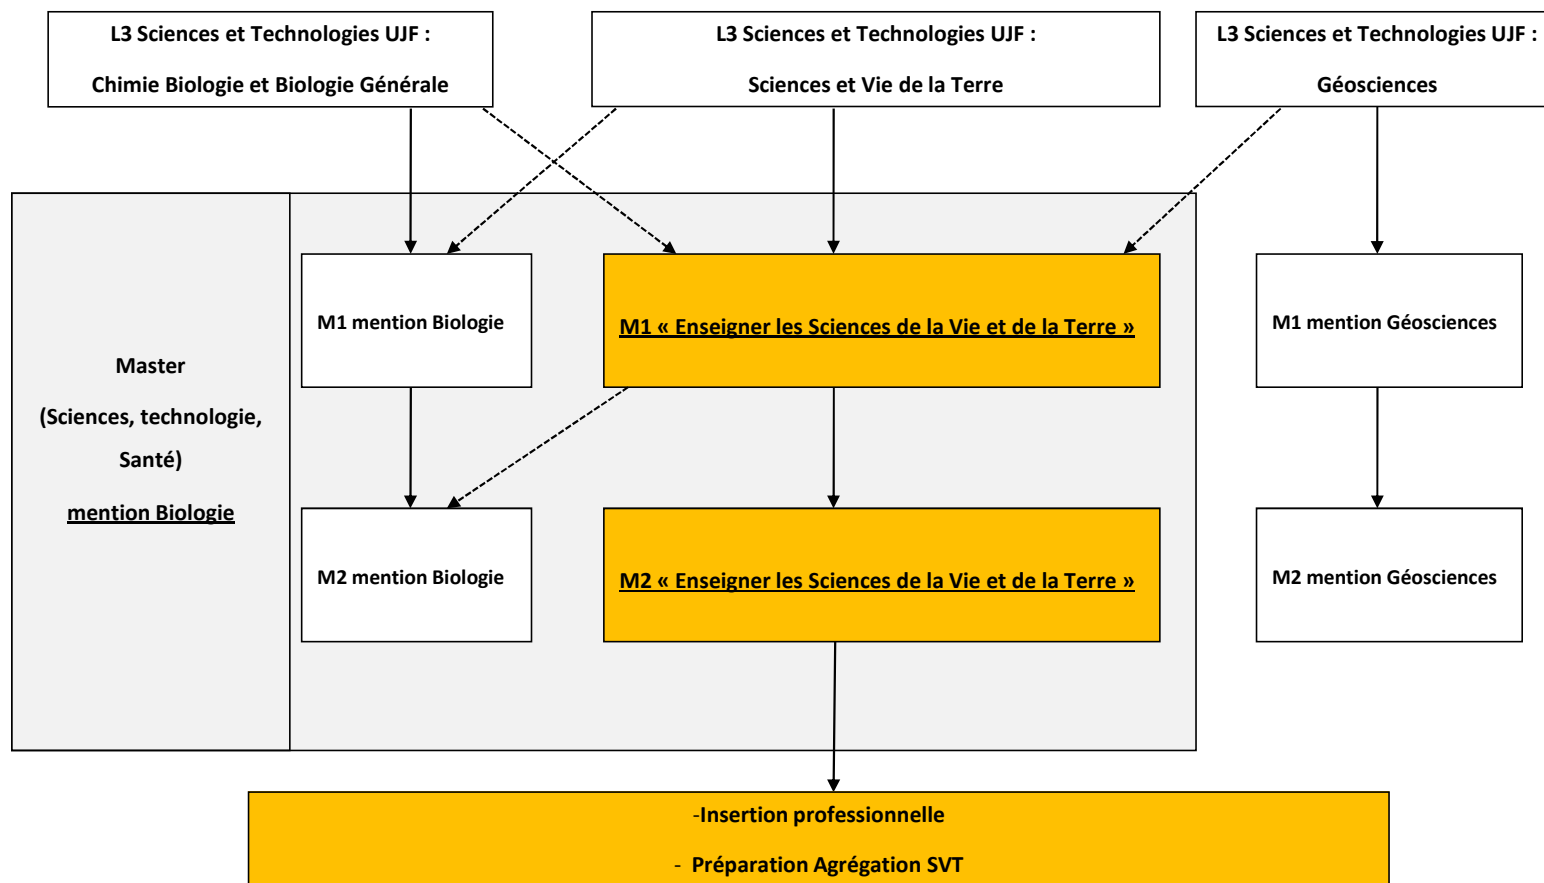 L3 Sciences et Technologies UJF :
Chimie Biologie et Biologie Générale
L3 Sciences et Technologies UJF :
Sciences et Vie de la Terre
L3 Sciences et Technologies UJF :
Géosciences
Master
(Sciences, technologie,
Santé)
mention Biologie
M1 mention Biologie
M1 « Enseigner les Sciences de la Vie et de la Terre »
M1 mention Géosciences
M2 mention Biologie
M2 « Enseigner les Sciences de la Vie et de la Terre »
M2 mention Géosciences
-Insertion professionnelle
- Préparation Agrégation SVT